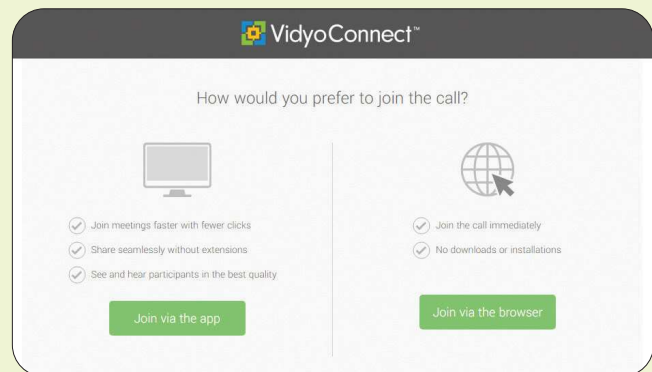 VidyoConnect™
How would you prefer to join the call?
Join meetings faster with fewer clicks
Share seamlessly without extensions
See and hear participants in the best quality
Join via the app
Join the call immediately
No downloads or installations
Join via the browser